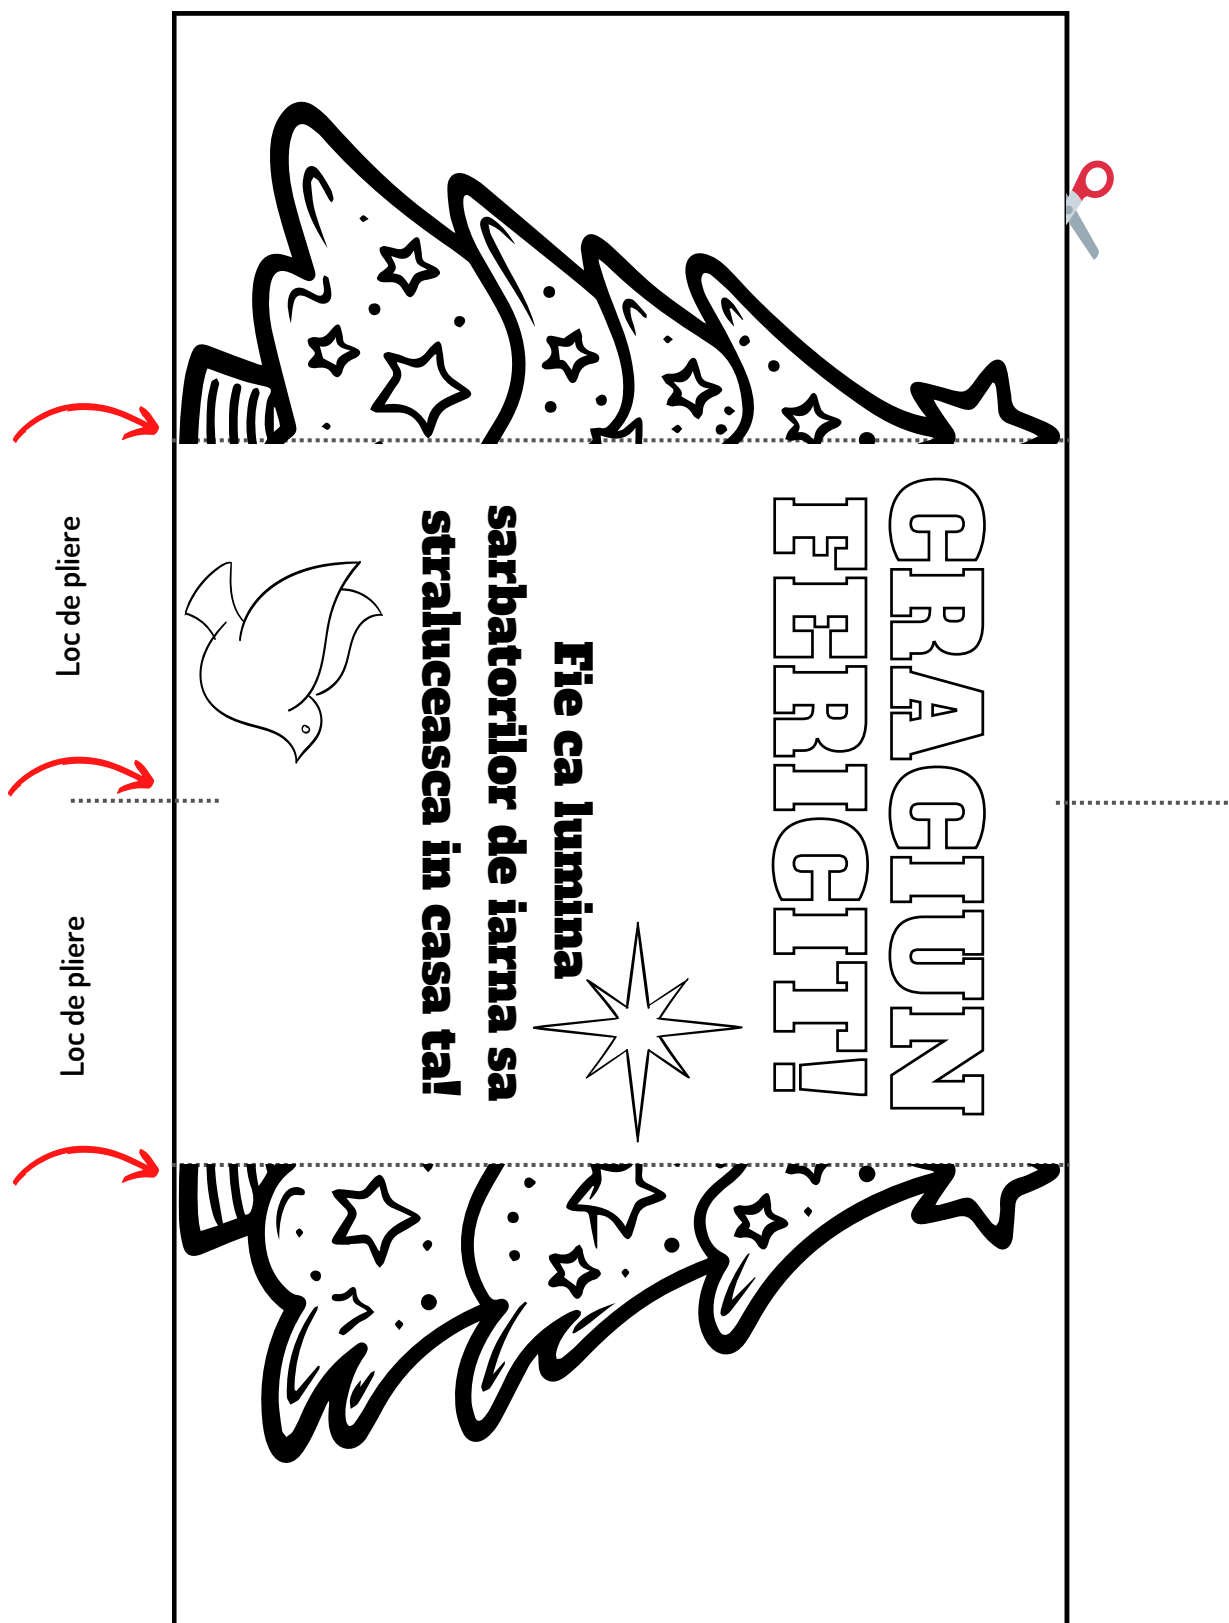 CRACIUN
FERICIT!
Fie ca lumina
sarbatorilor de iarna sa
straluceasca in casa ta!
Loc de pliere
Loc de pliere